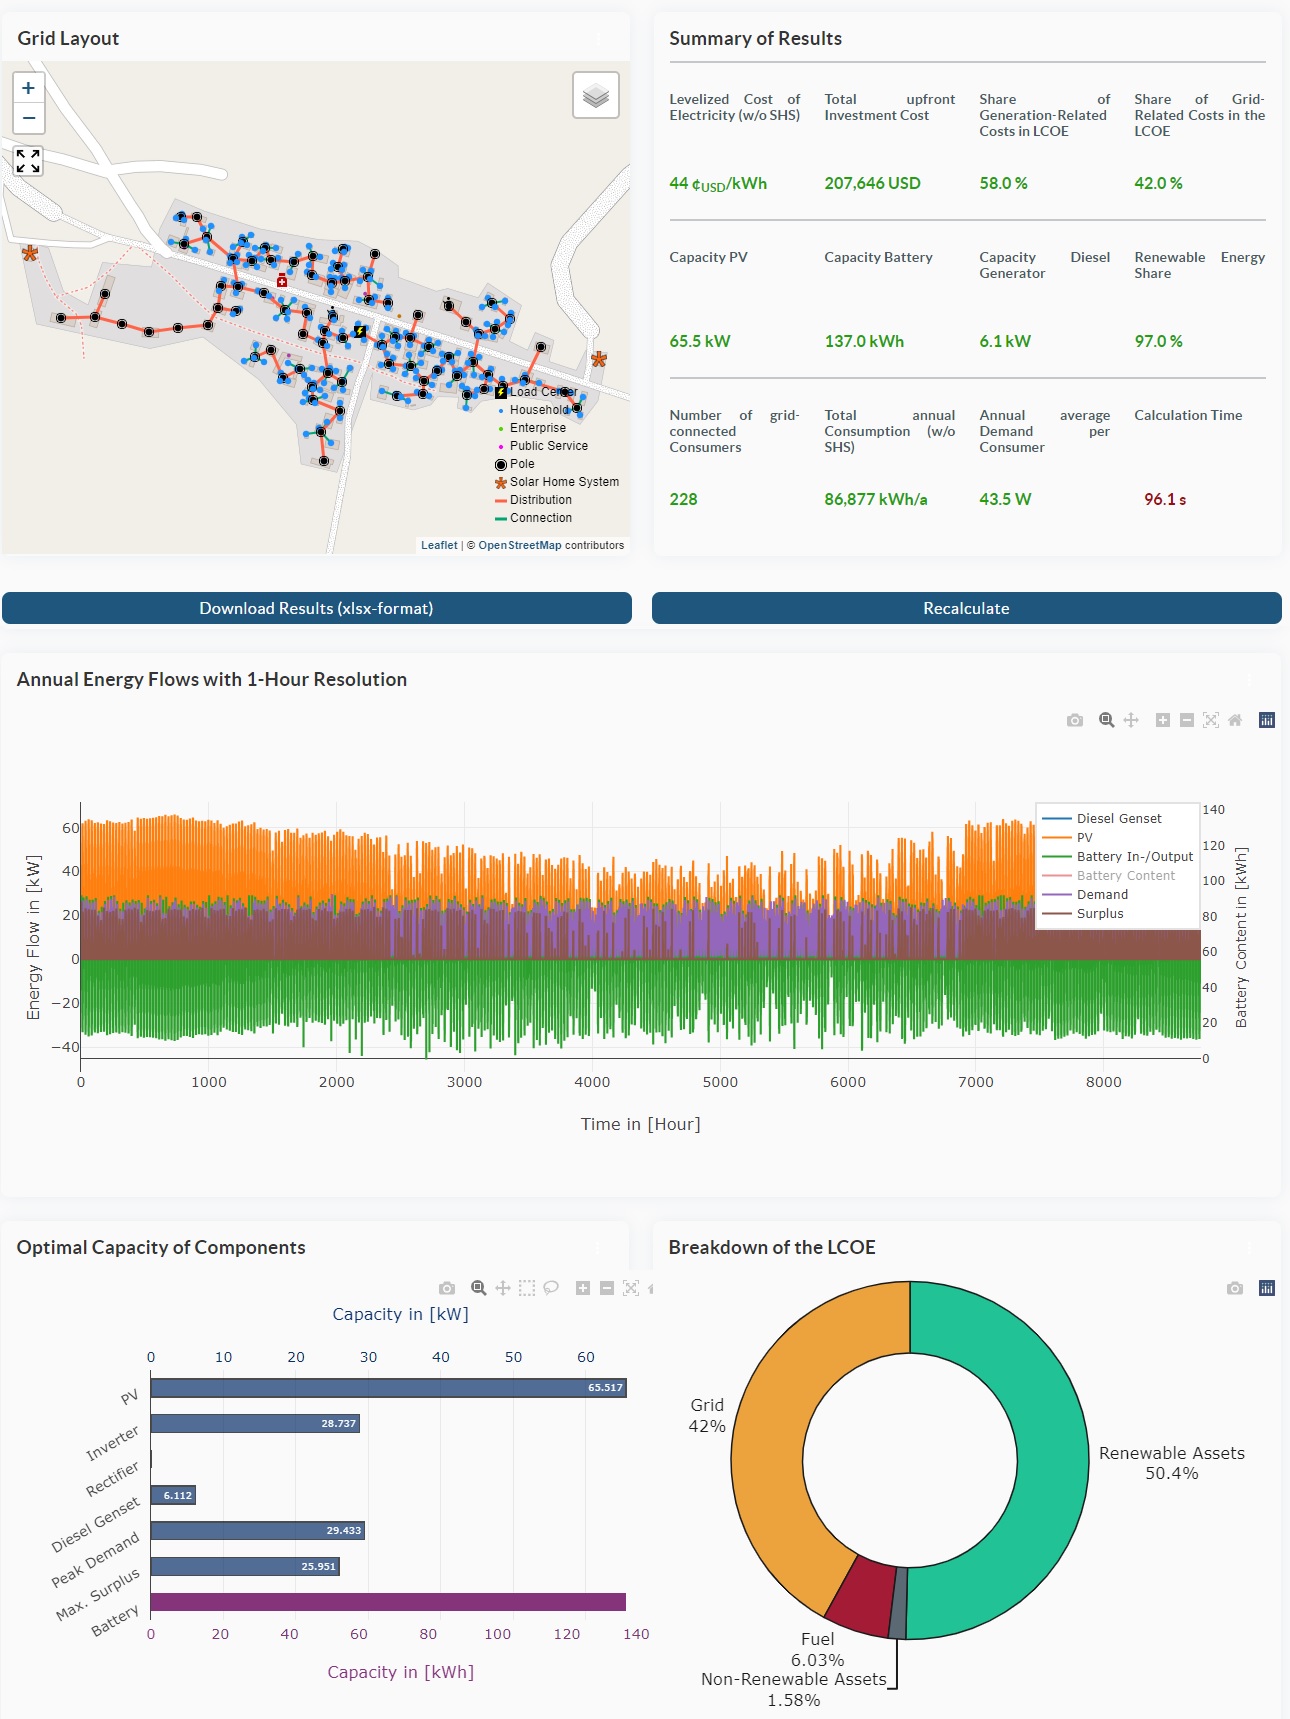 Grid Layout
+
−
Load Center
Household
Enterprise
Public Service
Pole
Solar Home System
Distribution
Connection
Leaflet | © OpenStreetMap contributors
Summary of Results
Levelized Cost of
Electricity (w/o SHS)
Total upfront
Investment Cost
Share of
Generation-Related
Costs in LCOE
Share of Grid-
Related Costs in the
LCOE
44 ¢USD/kWh
207,646 USD
58.0 %
42.0 %
Capacity PV
Capacity Battery
Capacity Diesel
Generator
Renewable Energy
Share
65.5 kW
137.0 kWh
6.1 kW
97.0 %
Number of grid-
connected
Consumers
Total annual
Consumption (w/o
SHS)
Annual average
Demand per
Consumer
Calculation Time
228
86,877 kWh/a
43.5 W
96.1 s
Download Results (xlsx-format)
Recalculate
Annual Energy Flows with 1-Hour Resolution
Energy Flow in [kW]
60
40
20
0
−20
−40
0
1000
2000
3000
4000
5000
6000
7000
8000
Time in [Hour]
Diesel Genset
PV
Battery In-/Output
Battery Content
Demand
Surplus
140
120
100
80
60
40
20
0
Battery Content in [kWh]
Optimal Capacity of Components
Capacity in [kW]
0
10
20
30
40
50
60
PV
65.517
Inverter
28.737
Rectifier
Diesel Genset
6.112
Peak Demand
29.433
Max. Surplus
25.951
Battery
0
20
40
60
80
100
120
140
Capacity in [kWh]
Breakdown of the LCOE
Grid
42%
Renewable Assets
50.4%
Fuel
6.03%
Non-Renewable Assets
1.58%